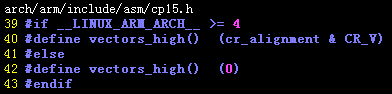 arch/arm/include/asm/cp15.h
39 #if __LINUX_ARM_ARCH__ >= 4
40 #define vectors_high()  (cr_alignment & CR_V)
41 #else
42 #define vectors_high()  (0)
43 #endif